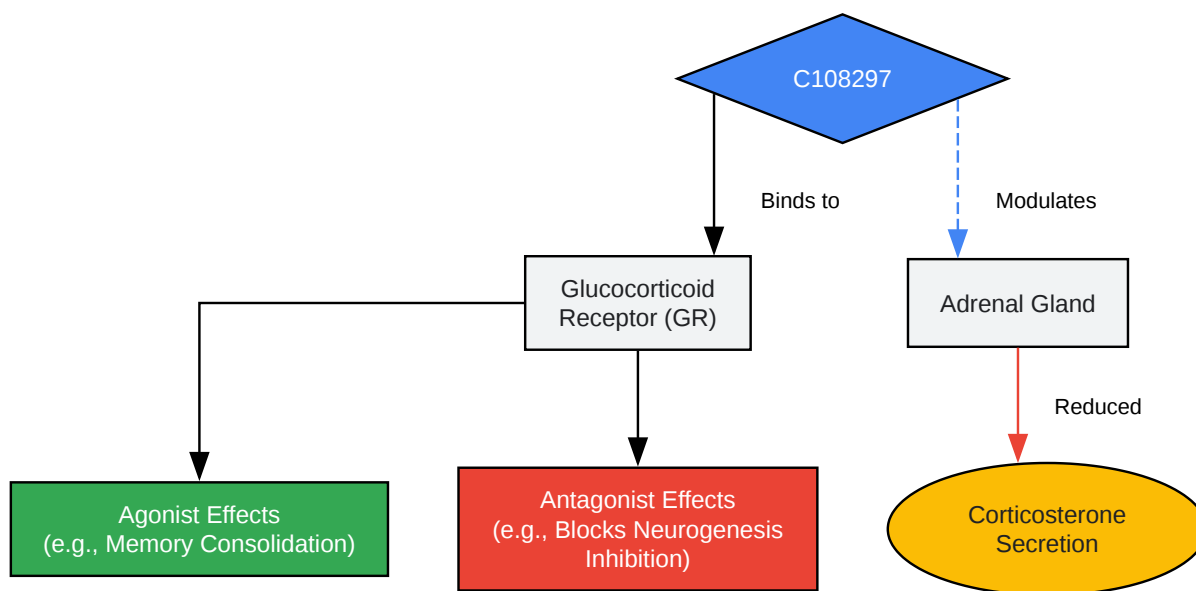 C108297
Binds to
Modulates
Glucocorticoid
Receptor (GR)
Adrenal Gland
Reduced
Agonist Effects
(e.g., Memory Consolidation)
Antagonist Effects
(e.g., Blocks Neurogenesis
Inhibition)
Corticosterone
Secretion